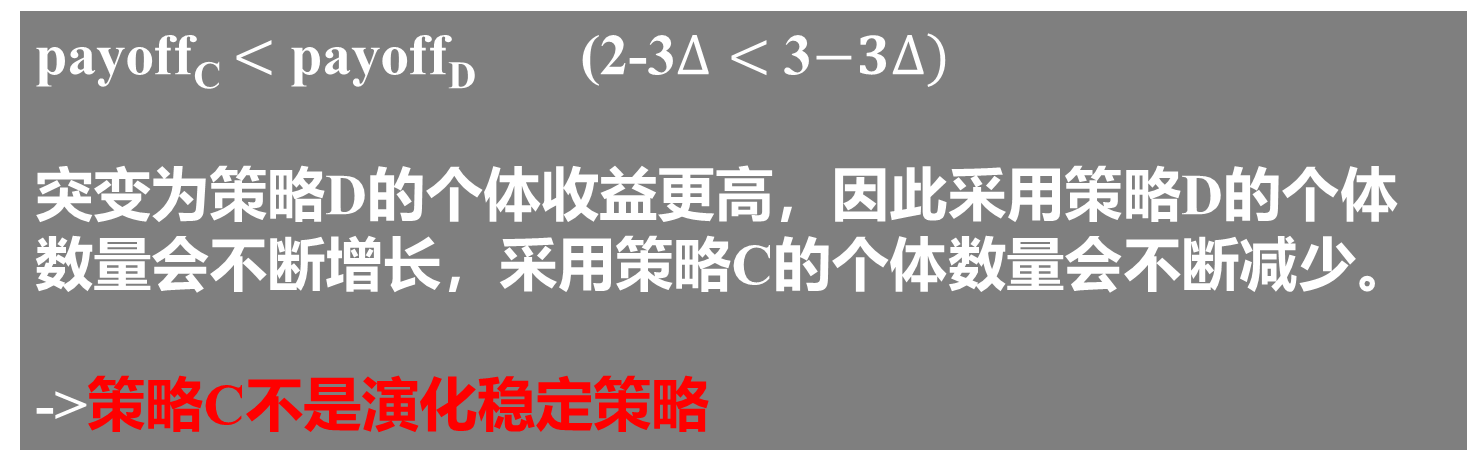 payoff_C < payoff_D (2-3Δ < 3−3Δ)
突变为策略D的个体收益更高，因此采用策略D的个体
数量会不断增长，采用策略C的个体数量会不断减少。
->策略C不是演化稳定策略